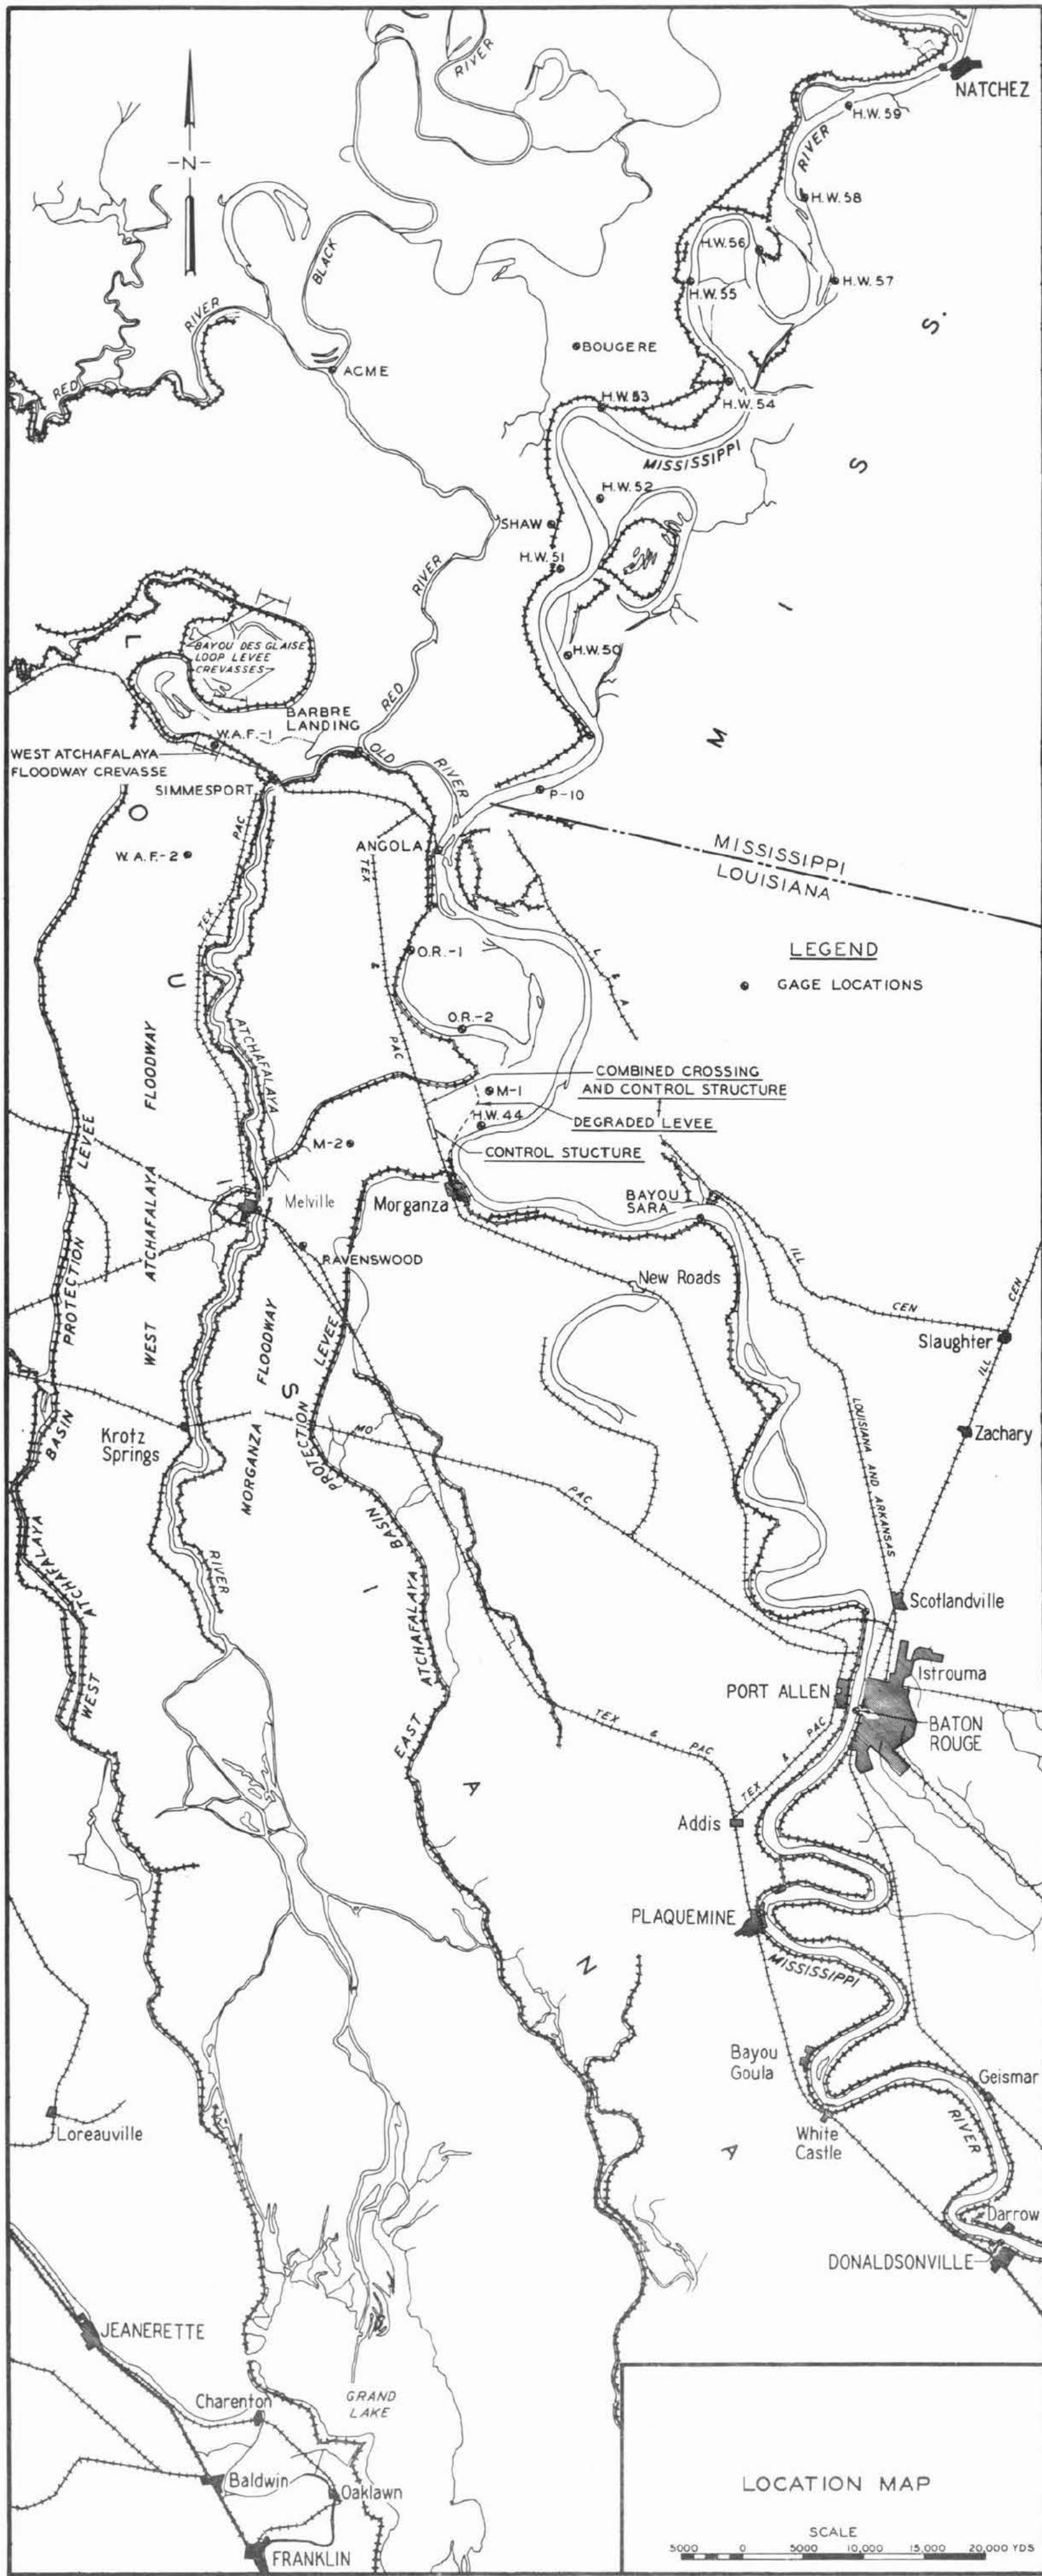 RIVER
NATCHEZ
H.W. 59
-N-
RIVER
H.W. 58
H.W. 56
BLACK
H.W. 57
H.W. 55
RIVER
S.
BOUGERE
ACME
RED
H.W. 53
H.W. 54
MISSISSIPPI
S
H.W. 52
SHAW
H.W. 51
RIVER
I
L
BAYOU DES GLAISE
LOOP LEVEE
CREVASSES
H.W. 50
RED
BARBRE
LANDING
W.A.F.-1
M
WEST ATCHAFALAYA
FLOODWAY CREVASSE
OLD
RIVER
SIMMESPORT
P-10
O
PAC
ANGOLA
MISSISSIPPI
LOUISIANA
W.A.F.-2
TEX
TEX
LEGEND
GAGE LOCATIONS
O.R.-1
L
&
A
&
U
O.R.-2
FLOODWAY
ATCHAFALAYA
PAC
COMBINED CROSSING
AND CONTROL STRUCTURE
M-1
H.W. 44
DEGRADED LEVEE
LEVEE
M-2
CONTROL STUCTURE
I
ATCHAFALAYA
Melville
Morganza
BAYOU
SARA
RAVENSWOOD
PROTECTION
ILL
New Roads
CEN
CEN
WEST
FLOODWAY
LEVEE
Slaughter
ILL
S
BASIN
Krotz
Springs
MORGANZA
PROTECTION
MO
LOUISIANA AND ARKANSAS
Zachary
PAC
BASIN
ATCHAFALAYA
ATCHAFALAYA
RIVER
I
ATCHAFALAYA
Scotlandville
WEST
Istrouma
PORT ALLEN
EAST
TEX
&
PAC
PAC
BATON
ROUGE
A
TEX
&
Addis
PLAQUEMINE
N
MISSISSIPPI
Bayou
Goula
Geismar
Loreauville
White
Castle
RIVER
A
Darrow
DONALDSONVILLE
JEANERETTE
Charenton
GRAND
LAKE
Baldwin
Oaklawn
FRANKLIN
LOCATION MAP
SCALE
5000 0 5000 10,000 15,000 20,000 YDS